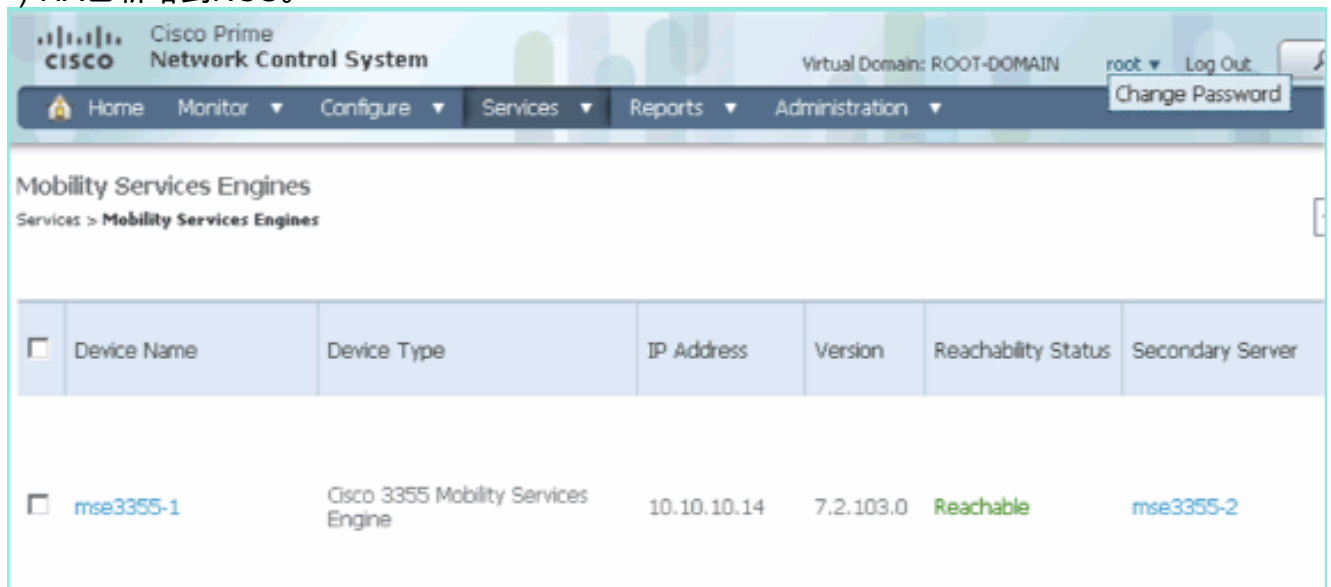 CISCO
Cisco Prime
Network Control System
Virtual Domain: ROOT-DOMAIN
root
Log Out
Change Password
Home Monitor Configure Services Reports Administration
Mobility Services Engines
Services > Mobility Services Engines
Device Name Device Type IP Address Version Reachability Status Secondary Server
mse3355-1 Cisco 3355 Mobility Services Engine 10.10.10.14 7.2.103.0 Reachable mse3355-2